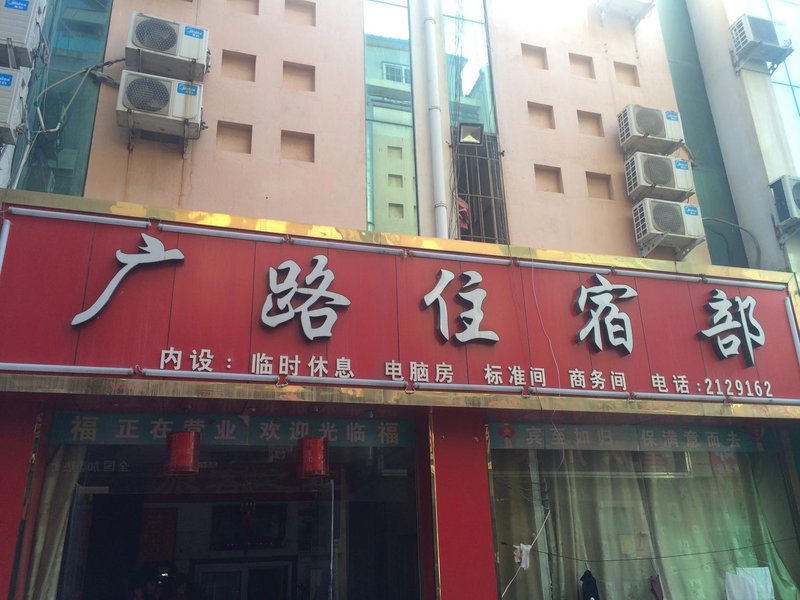 广路住宿部
内设：临时休息 电脑房 标准间 商务间 电话:2129162
福 正在营业 欢迎光临 福
宾至如归 保满意而去